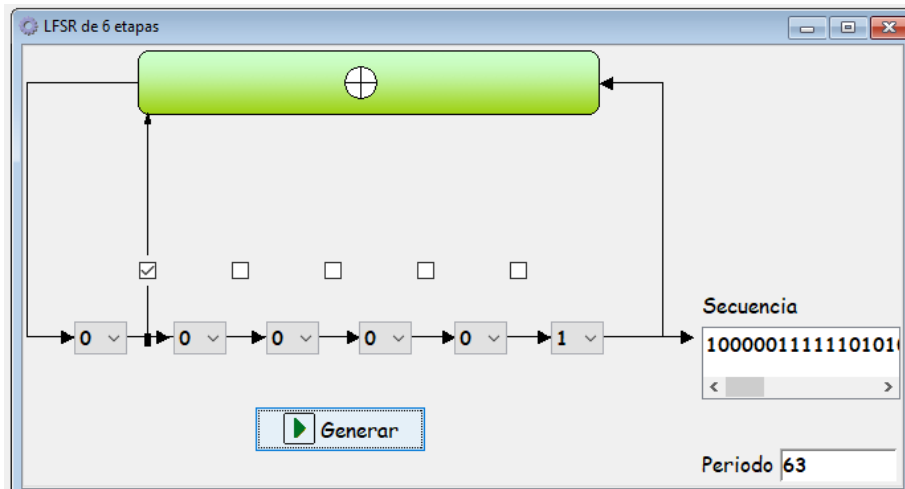 LFSR de 6 etapas
0 0 0 0 0 1
Secuencia
1000001111110101
Generar
Periodo 63